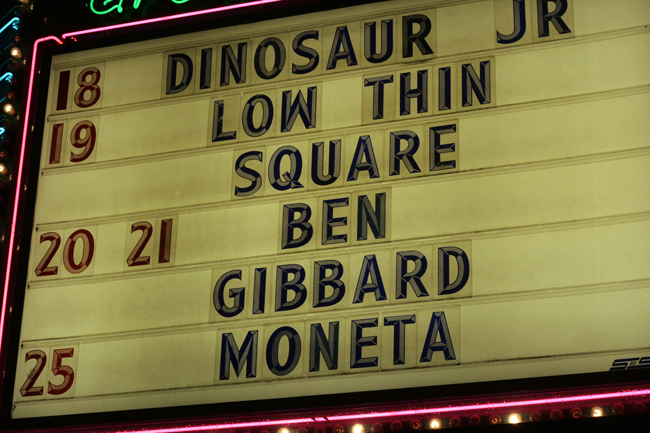 18 DINOSAUR JR
19 LOW THIN
SQUARE
20 21 BEN
GIBBARD
25 MONETA